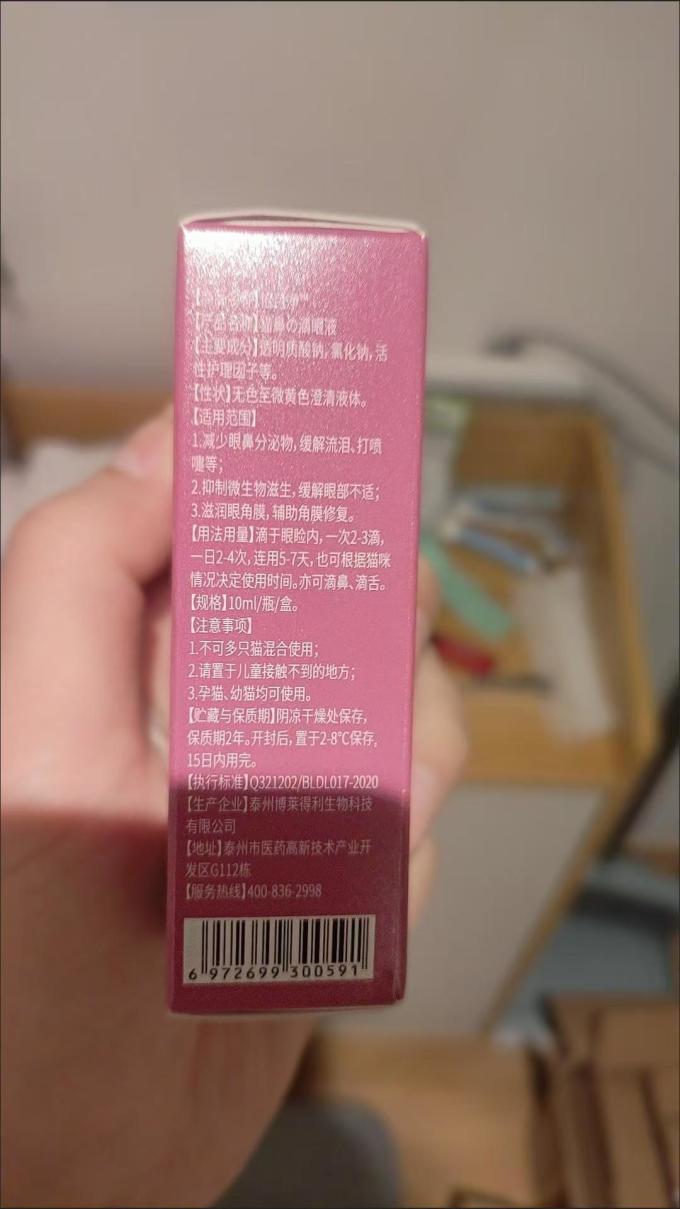 【产品名称】猫鼻の滴眼液
【主要成分】透明质酸钠,氯化钠,活
性护理因子等。
【性状】无色至微黄色澄清液体。
【适用范围】
1.减少眼鼻分泌物,缓解流泪、打喷
嚏等;
2.抑制微生物滋生,缓解眼部不适;
3.滋润眼角膜,辅助角膜修复。
【用法用量】滴于眼睑内,一次2-3滴,
一日2-4次,连用5-7天,也可根据猫咪
情况决定使用时间。亦可滴鼻、滴舌。
【规格】10ml/瓶/盒。
【注意事项】
1.不可多只猫混合使用;
2.请置于儿童接触不到的地方;
3.孕猫、幼猫均可使用。
【贮藏与保质期】阴凉干燥处保存,
保质期2年。开封后,置于2-8℃保存,
15日内用完。
【执行标准】Q321202/BLDL017-2020
【生产企业】泰州博莱得利生物科技
有限公司
【地址】泰州市医药高新技术产业开
发区G112栋
【服务热线】400-836-2998
6 972699 300591